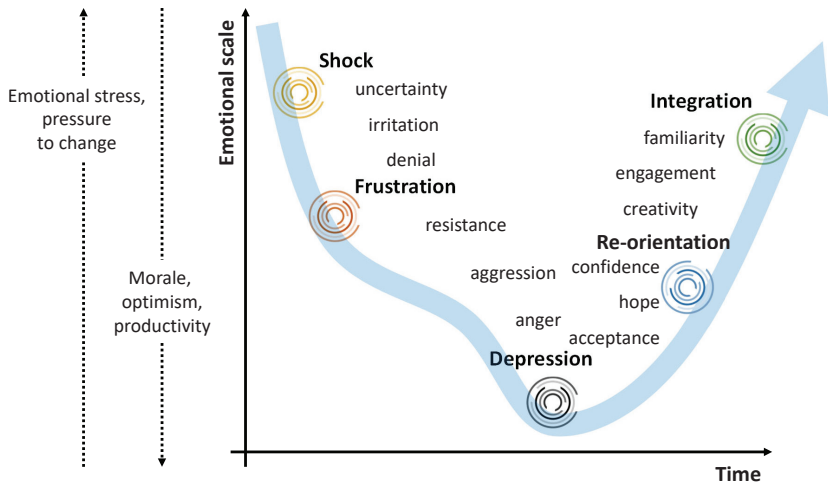 Emotional stress,
pressure
to change
Morale,
optimism,
productivity
Emotional scale
Shock
uncertainty
irritation
denial
Frustration
resistance
aggression
anger
Depression
Integration
familiarity
engagement
creativity
Re-orientation
confidence
hope
acceptance
Time